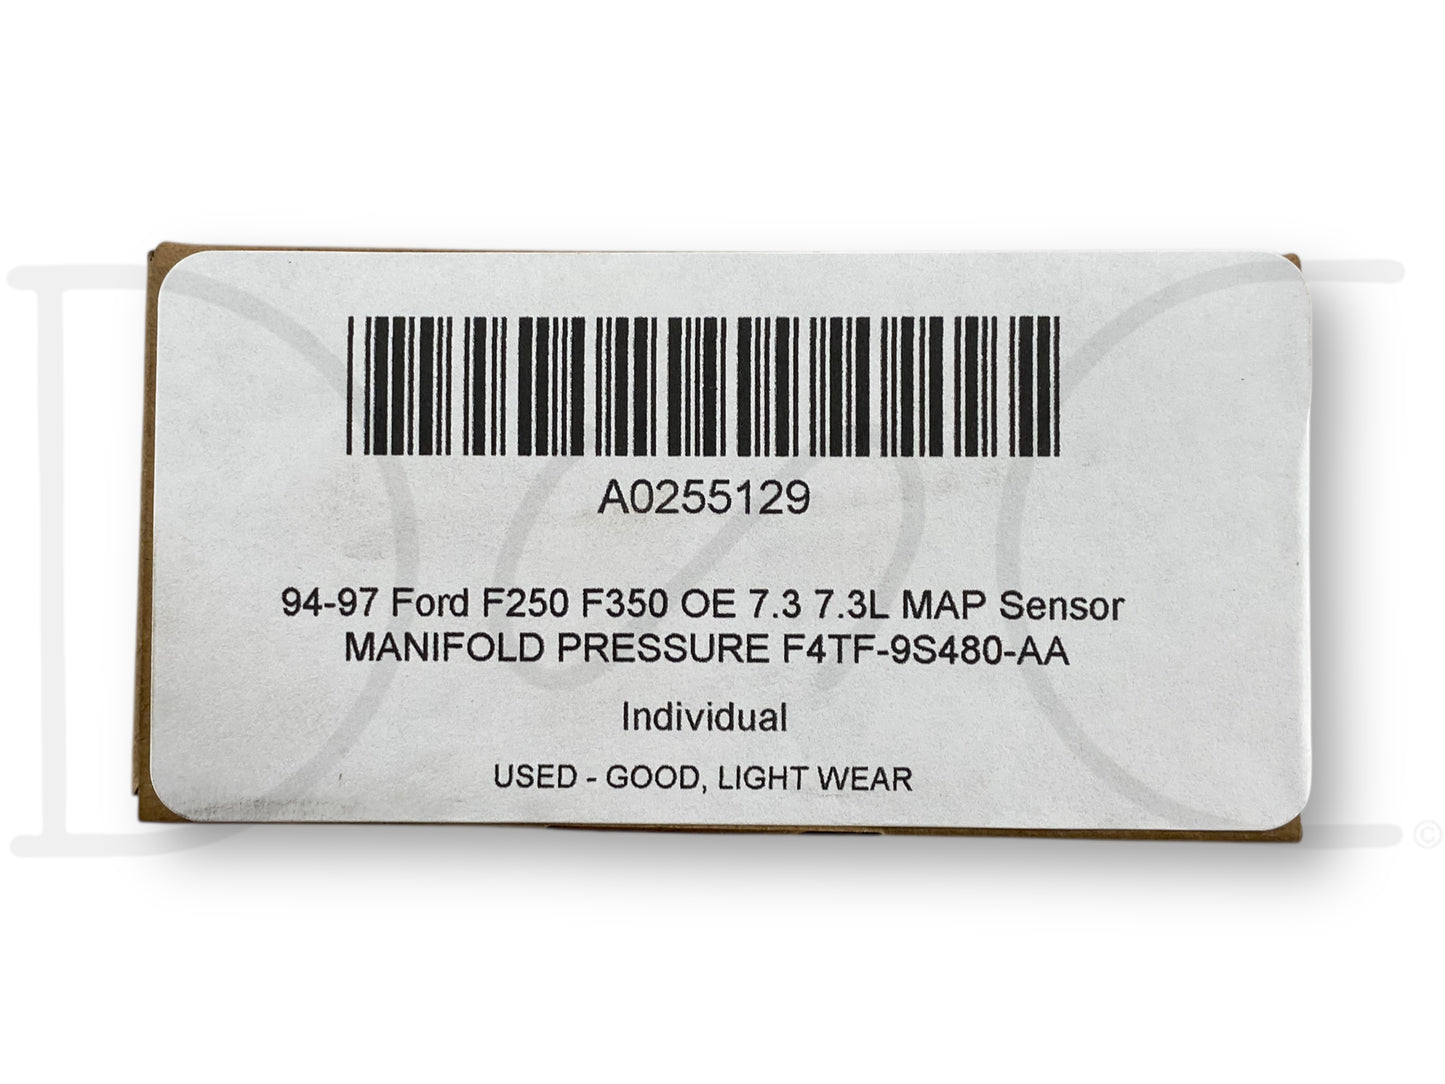 A0255129
94-97 Ford F250 F350 OE 7.3 7.3L MAP Sensor
MANIFOLD PRESSURE F4TF-9S480-AA
Individual
USED - GOOD, LIGHT WEAR
©